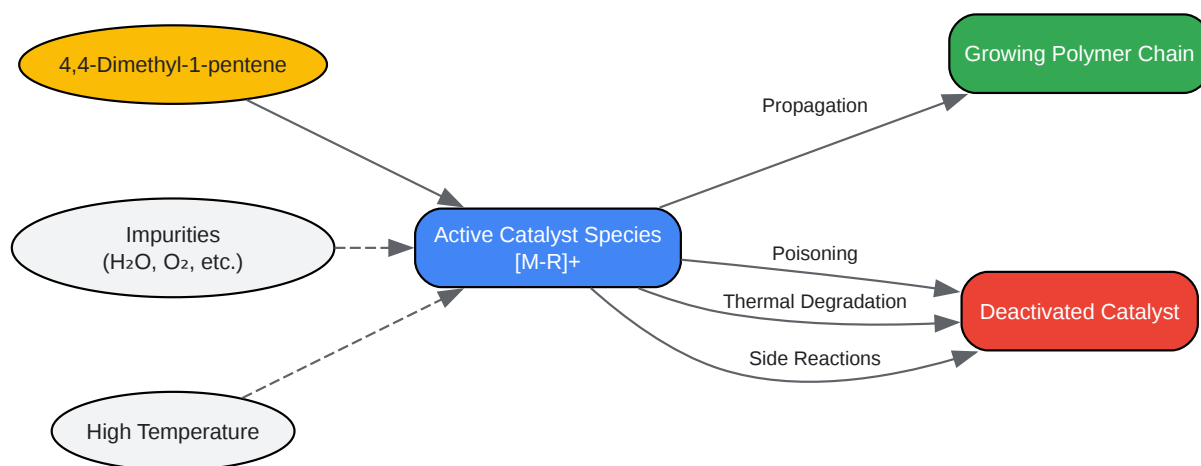 4,4-Dimethyl-1-pentene
Growing Polymer Chain
Propagation
Impurities
(H₂O, O₂, etc.)
Active Catalyst Species
[M-R]+
Poisoning
Thermal Degradation
Deactivated Catalyst
Side Reactions
High Temperature